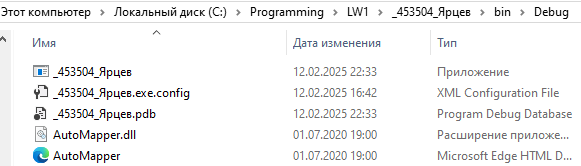 Этот компьютер > Локальный диск (C:) > Programming > LW1 > _453504_Ярцев > bin > Debug
Имя Дата изменения Тип
_453504_Ярцев 12.02.2025 22:33 Приложение
_453504_Ярцев.exe.config 12.02.2025 16:42 XML Configuration File
_453504_Ярцев.pdb 12.02.2025 22:33 Program Debug Database
AutoMapper.dll 01.07.2020 19:00 Расширение приложе...
AutoMapper 01.07.2020 19:00 Microsoft Edge HTML D...